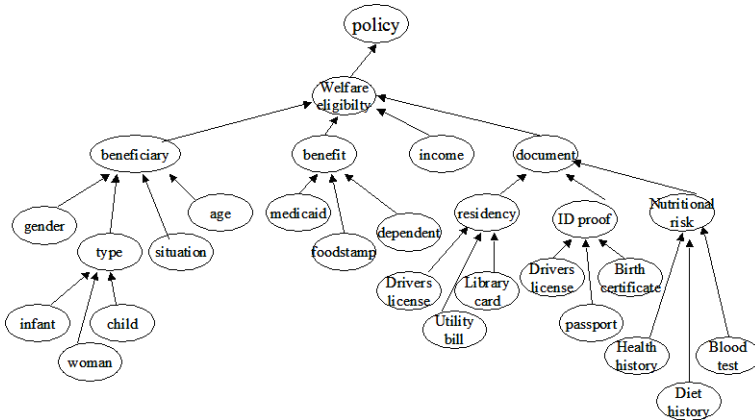 policy
Welfare
eligibilty
beneficiary
benefit
income
document
gender
type
situation
age
medicaid
foodstamp
dependent
residency
ID proof
Nutritional
risk
infant
woman
child
Drivers
license
Utility
bill
Library
card
Drivers
license
passport
Birth
certificate
Health
history
Diet
history
Blood
test